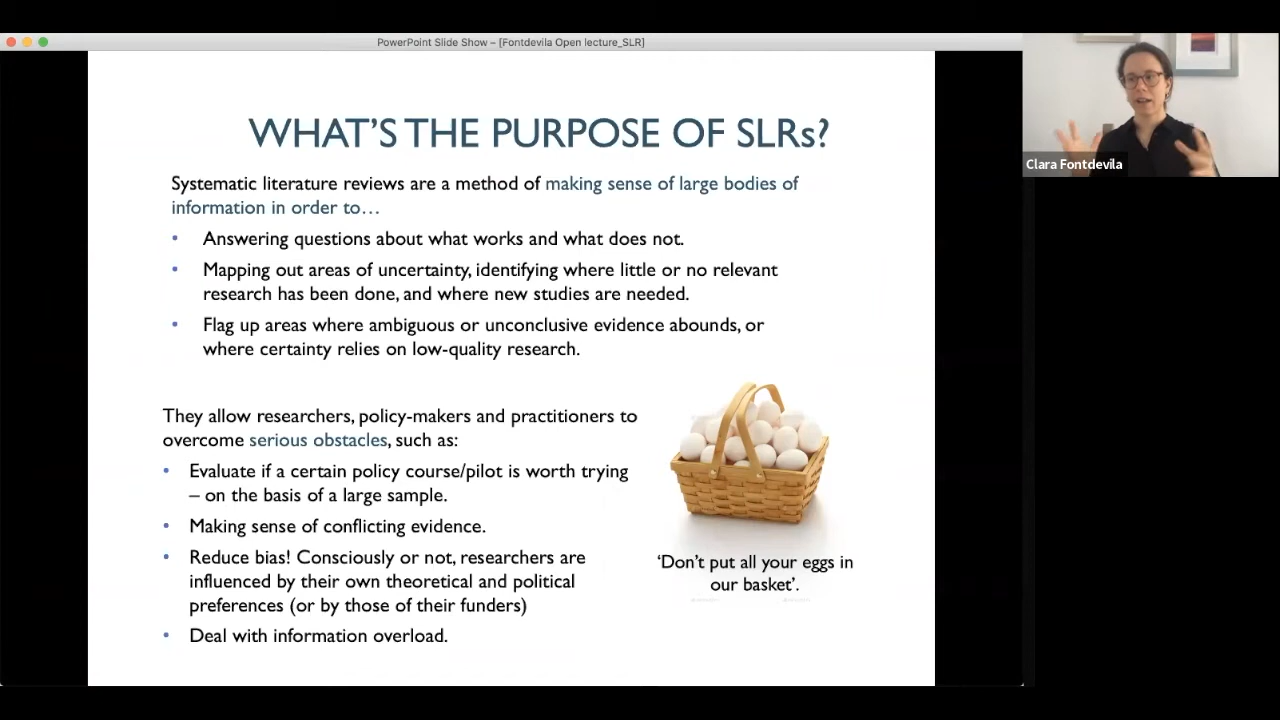 PowerPoint Slide Show – [Fontdevila Open lecture_SLR]
WHAT'S THE PURPOSE OF SLRs?
Systematic literature reviews are a method of making sense of large bodies of
information in order to…
• Answering questions about what works and what does not.
• Mapping out areas of uncertainty, identifying where little or no relevant
research has been done, and where new studies are needed.
• Flag up areas where ambiguous or unconclusive evidence abounds, or
where certainty relies on low-quality research.
They allow researchers, policy-makers and practitioners to
overcome serious obstacles, such as:
• Evaluate if a certain policy course/pilot is worth trying
– on the basis of a large sample.
• Making sense of conflicting evidence.
• Reduce bias! Consciously or not, researchers are
influenced by their own theoretical and political
preferences (or by those of their funders)
• Deal with information overload.
'Don't put all your eggs in
our basket'.
Clara Fontdevila